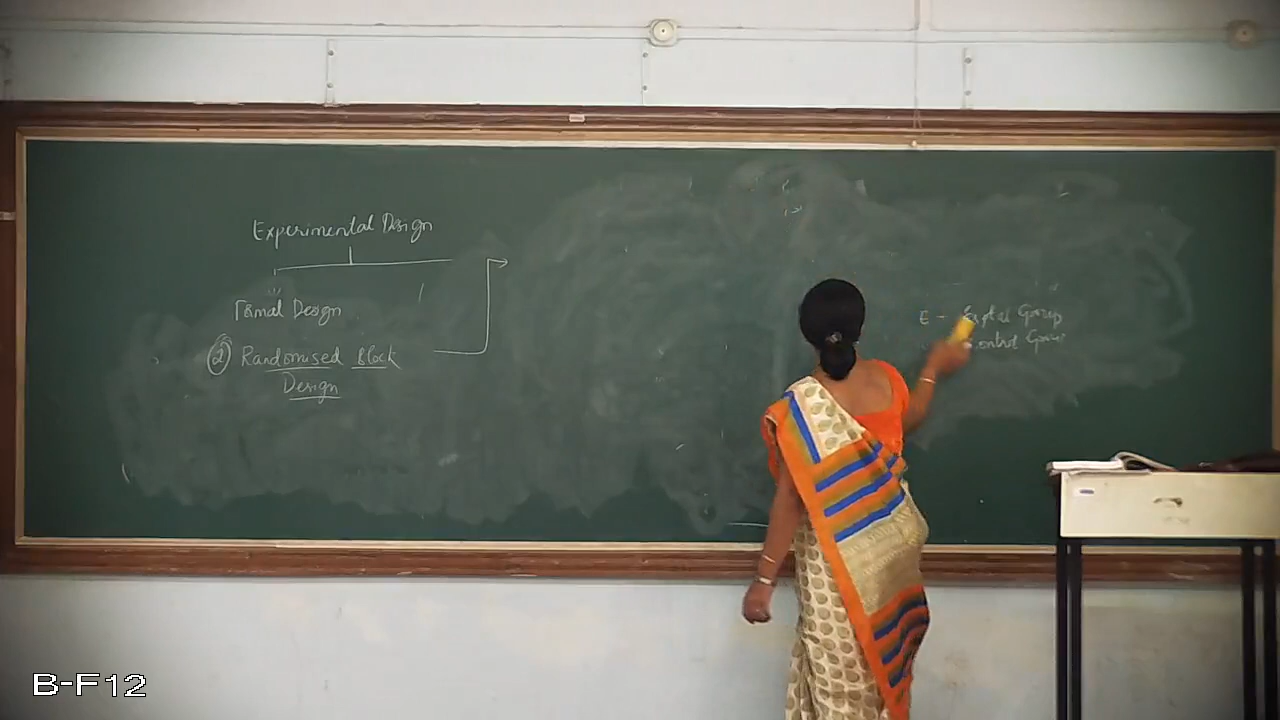 Experimental Design
Formal Design
② Randomised Block
Design
E - Exptal Group
Control Group
B-F12